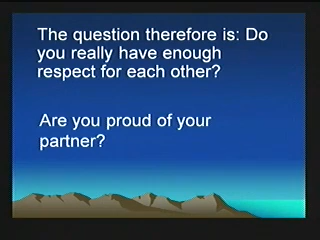 The question therefore is: Do
you really have enough
respect for each other?
Are you proud of your
partner?